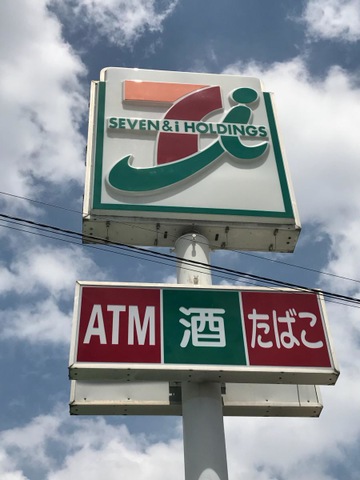 SEVEN & i HOLDINGS
ATM 酒 たばこ